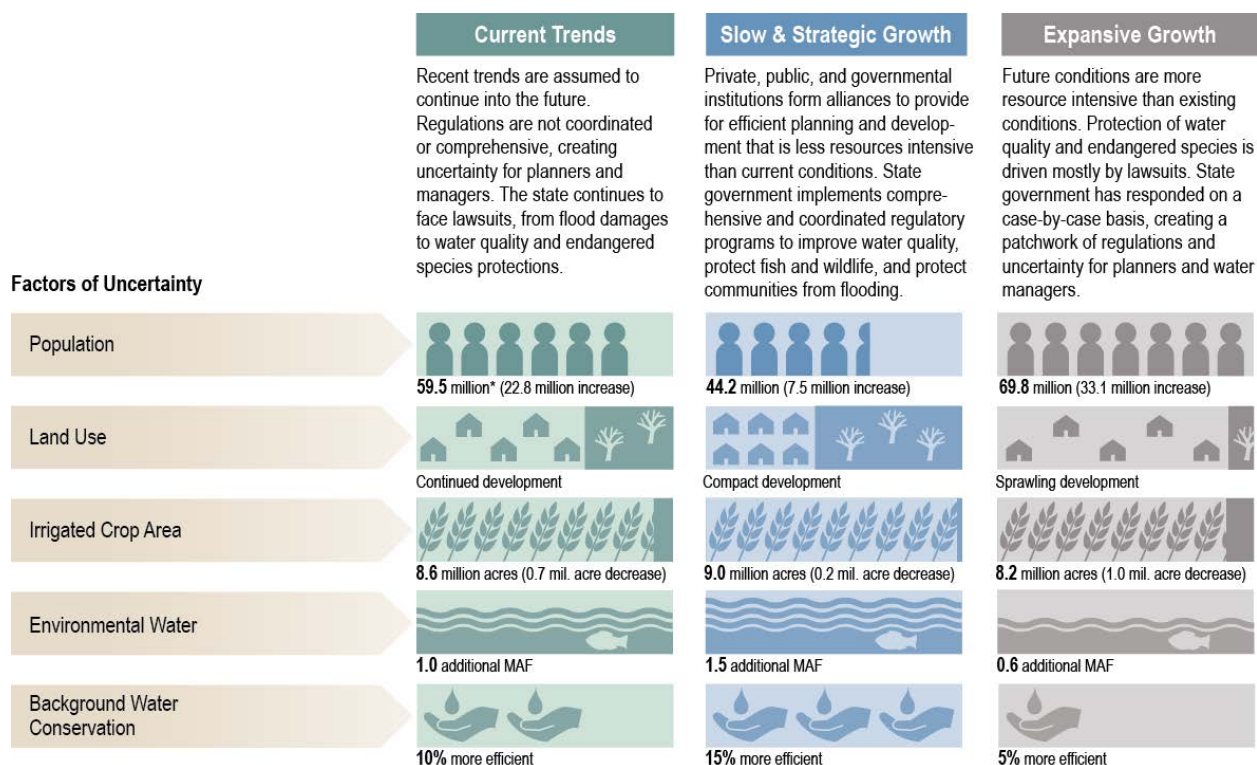 Current Trends
Slow & Strategic Growth
Expansive Growth
Recent trends are assumed to
continue into the future.
Regulations are not coordinated
or comprehensive, creating
uncertainty for planners and
managers. The state continues to
face lawsuits, from flood damages
to water quality and endangered
species protections.
Private, public, and governmental
institutions form alliances to provide
for efficient planning and develop-
ment that is less resources intensive
than current conditions. State
government implements compre-
hensive and coordinated regulatory
programs to improve water quality,
protect fish and wildlife, and protect
communities from flooding.
Future conditions are more
resource intensive than existing
conditions. Protection of water
quality and endangered species is
driven mostly by lawsuits. State
government has responded on a
case-by-case basis, creating a
patchwork of regulations and
uncertainty for planners and water
managers.
Factors of Uncertainty
Population
59.5 million* (22.8 million increase)
44.2 million (7.5 million increase)
69.8 million (33.1 million increase)
Land Use
Continued development
Compact development
Sprawling development
Irrigated Crop Area
8.6 million acres (0.7 mil. acre decrease)
9.0 million acres (0.2 mil. acre decrease)
8.2 million acres (1.0 mil. acre decrease)
Environmental Water
1.0 additional MAF
1.5 additional MAF
0.6 additional MAF
Background Water
Conservation
10% more efficient
15% more efficient
5% more efficient